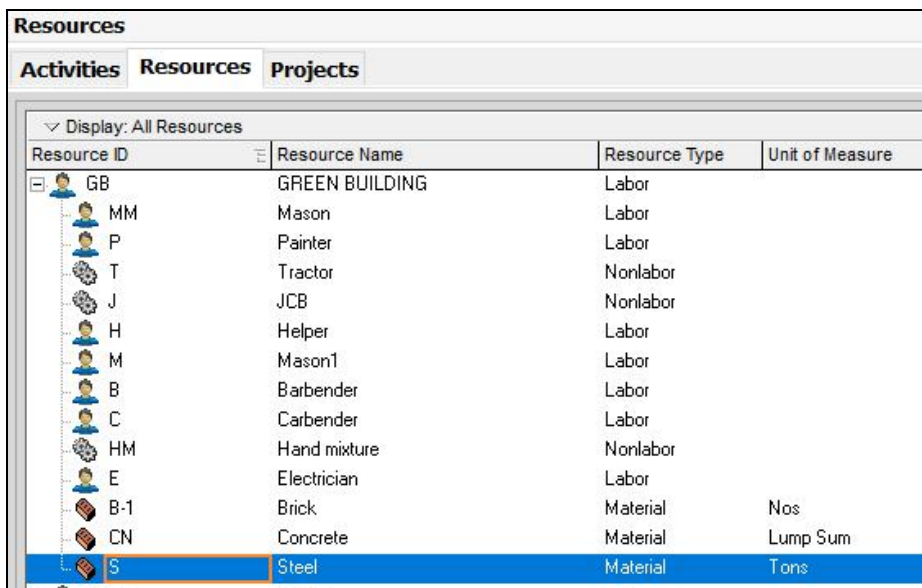 Resources
Activities Resources Projects
Display: All Resources
Resource ID Resource Name Resource Type Unit of Measure
GB GREEN BUILDING Labor
MM Mason Labor
P Painter Labor
T Tractor Nonlabor
J JCB Nonlabor
H Helper Labor
M Mason1 Labor
B Barbender Labor
C Carbender Labor
HM Hand mixture Nonlabor
E Electrician Labor
B-1 Brick Material Nos
CN Concrete Material Lump Sum
S Steel Material Tons